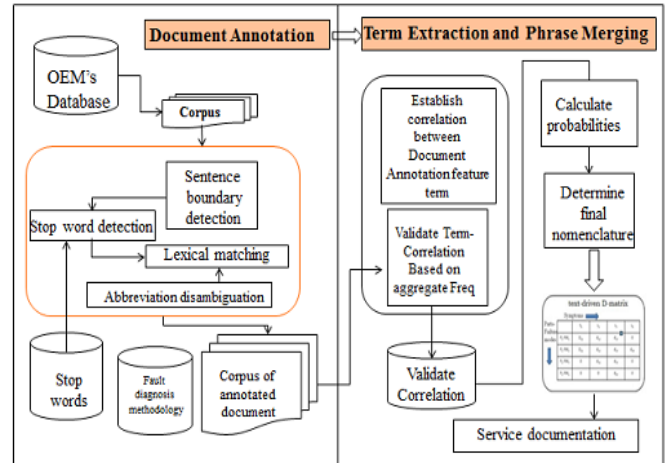 Document Annotation
Term Extraction and Phrase Merging
OEM's
Database
Corpus
Sentence
boundary
detection
Stop word detection
Lexical matching
Abbreviation disambiguation
Stop
words
Fault
diagnosis
methodology
Corpus of
annotated
document
Establish
correlation
between
Document
Annotation feature
term
Validate Term-
Correlation
Based on
aggregate Freq
Validate
Correlation
Calculate
probabilities
Determine
final
nomenclature
text-driven D-matrix
Symptoms
Service documentation